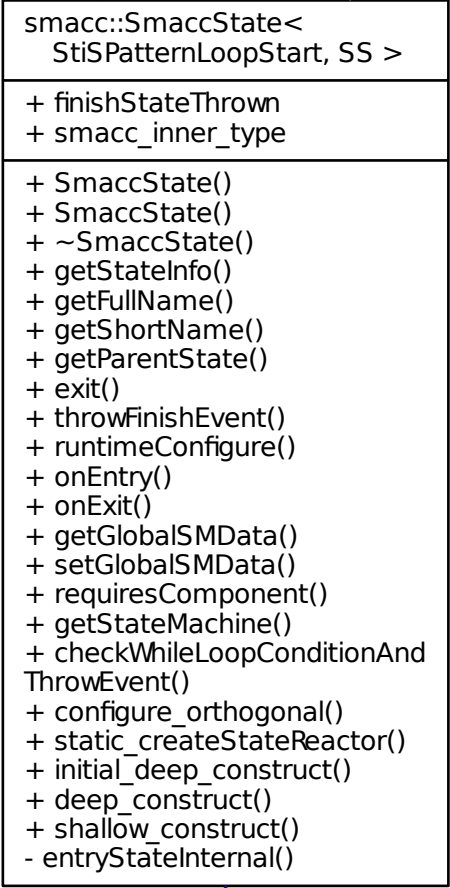 smacc::SmaccState<
StiSPatternLoopStart, SS >
+ finishStateThrown
+ smacc_inner_type
+ SmaccState()
+ SmaccState()
+ ~SmaccState()
+ getStateInfo()
+ getFullName()
+ getShortName()
+ getParentState()
+ exit()
+ throwFinishEvent()
+ runtimeConfigure()
+ onEntry()
+ onExit()
+ getGlobalSMData()
+ setGlobalSMData()
+ requiresComponent()
+ getStateMachine()
+ checkWhileLoopConditionAnd
ThrowEvent()
+ configure_orthogonal()
+ static_createStateReactor()
+ initial_deep_construct()
+ deep_construct()
+ shallow_construct()
- entryStateInternal()